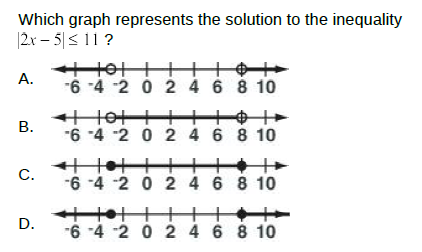 Which graph represents the solution to the inequality
|2x – 5| ≤ 11 ?
A.
-6 -4 -2 0 2 4 6 8 10
B.
-6 -4 -2 0 2 4 6 8 10
C.
-6 -4 -2 0 2 4 6 8 10
D.
-6 -4 -2 0 2 4 6 8 10